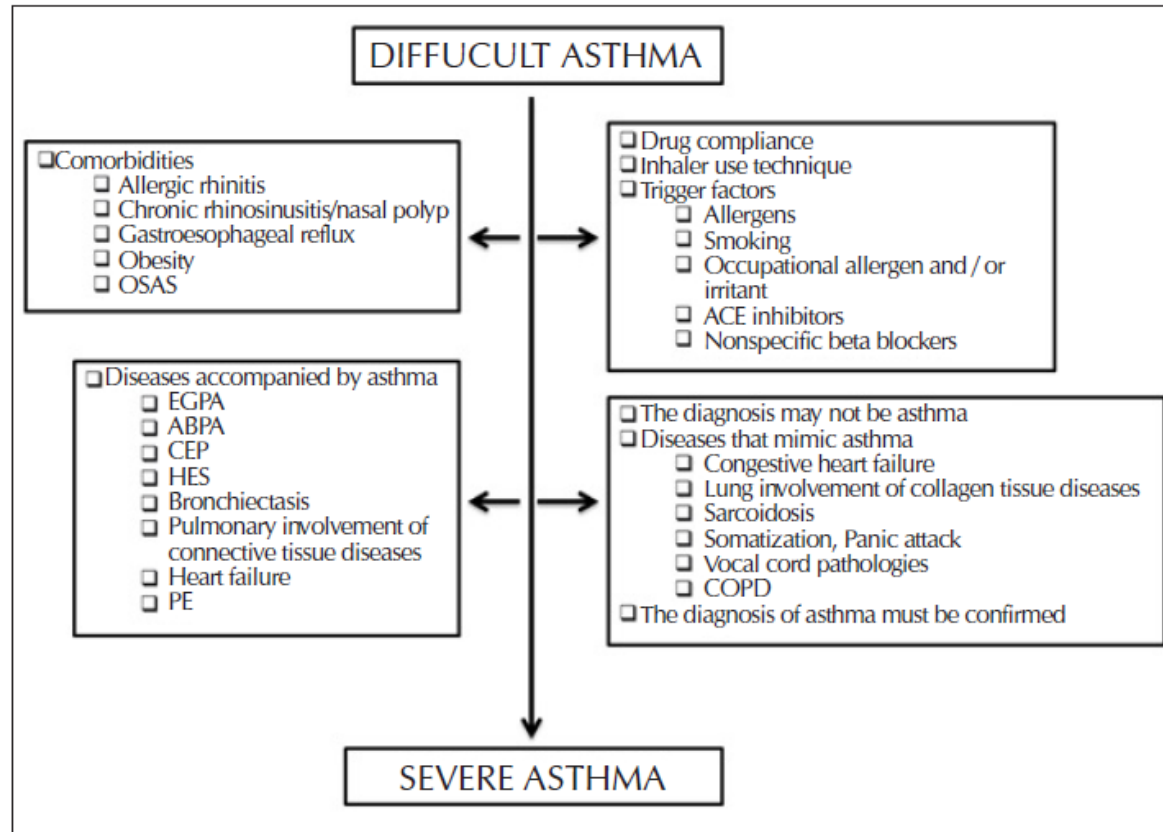 DIFFUCULT ASTHMA
❑Comorbidities
❑ Allergic rhinitis
❑ Chronic rhinosinusitis/nasal polyp
❑ Gastroesophageal reflux
❑ Obesity
❑ OSAS
❑Drug compliance
❑Inhaler use technique
❑Trigger factors
❑ Allergens
❑ Smoking
❑ Occupational allergen and / or
irritant
❑ ACE inhibitors
❑ Nonspecific beta blockers
❑Diseases accompanied by asthma
❑ EGPA
❑ ABPA
❑ CEP
❑ HES
❑ Bronchiectasis
❑ Pulmonary involvement of
connective tissue diseases
❑ Heart failure
❑ PE
❑The diagnosis may not be asthma
❑Diseases that mimic asthma
❑ Congestive heart failure
❑ Lung involvement of collagen tissue diseases
❑ Sarcoidosis
❑ Somatization, Panic attack
❑ Vocal cord pathologies
❑ COPD
❑The diagnosis of asthma must be confirmed
SEVERE ASTHMA